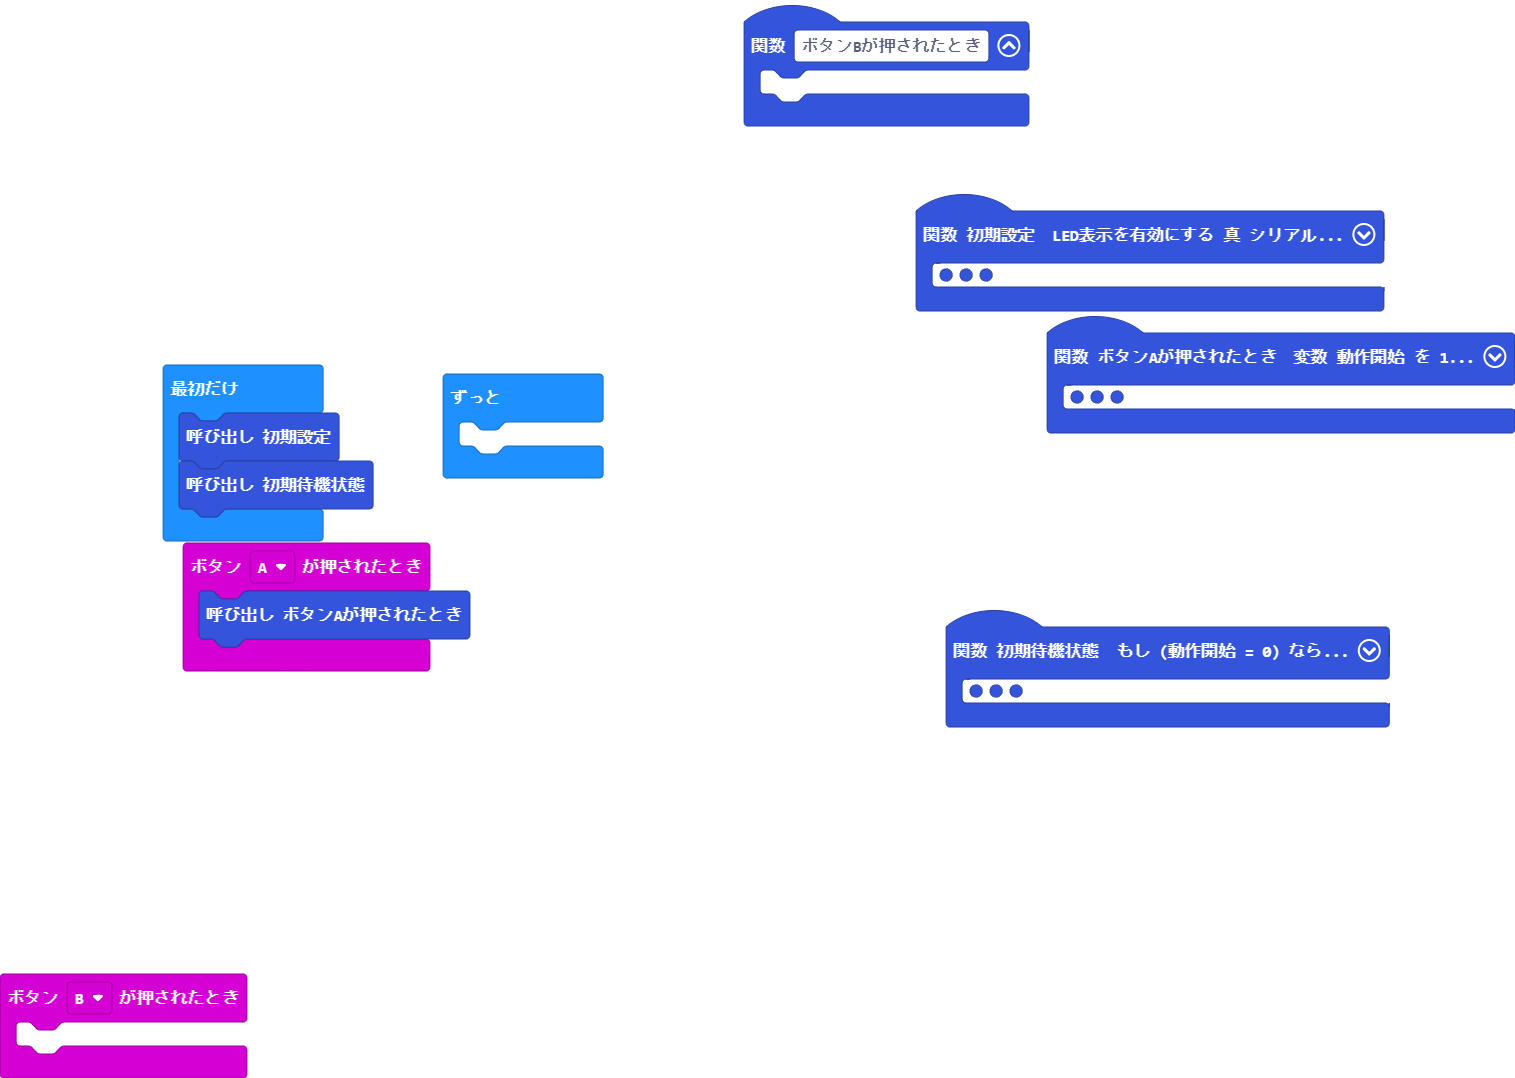 関数 ボタンBが押されたとき
関数 初期設定 LED表示を有効にする 真 シリアル...
関数 ボタンAが押されたとき 変数 動作開始 を 1...
最初だけ
呼び出し 初期設定
呼び出し 初期待機状態
ずっと
ボタン A が押されたとき
呼び出し ボタンAが押されたとき
関数 初期待機状態 もし (動作開始 = 0) なら...
ボタン B が押されたとき